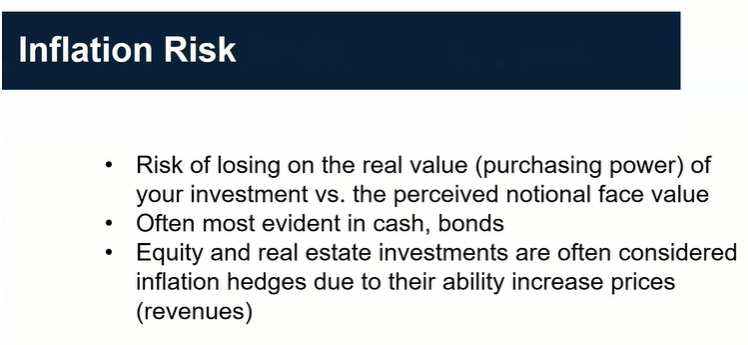 Inflation Risk
• Risk of losing on the real value (purchasing power) of
your investment vs. the perceived notional face value
• Often most evident in cash, bonds
• Equity and real estate investments are often considered
inflation hedges due to their ability increase prices
(revenues)